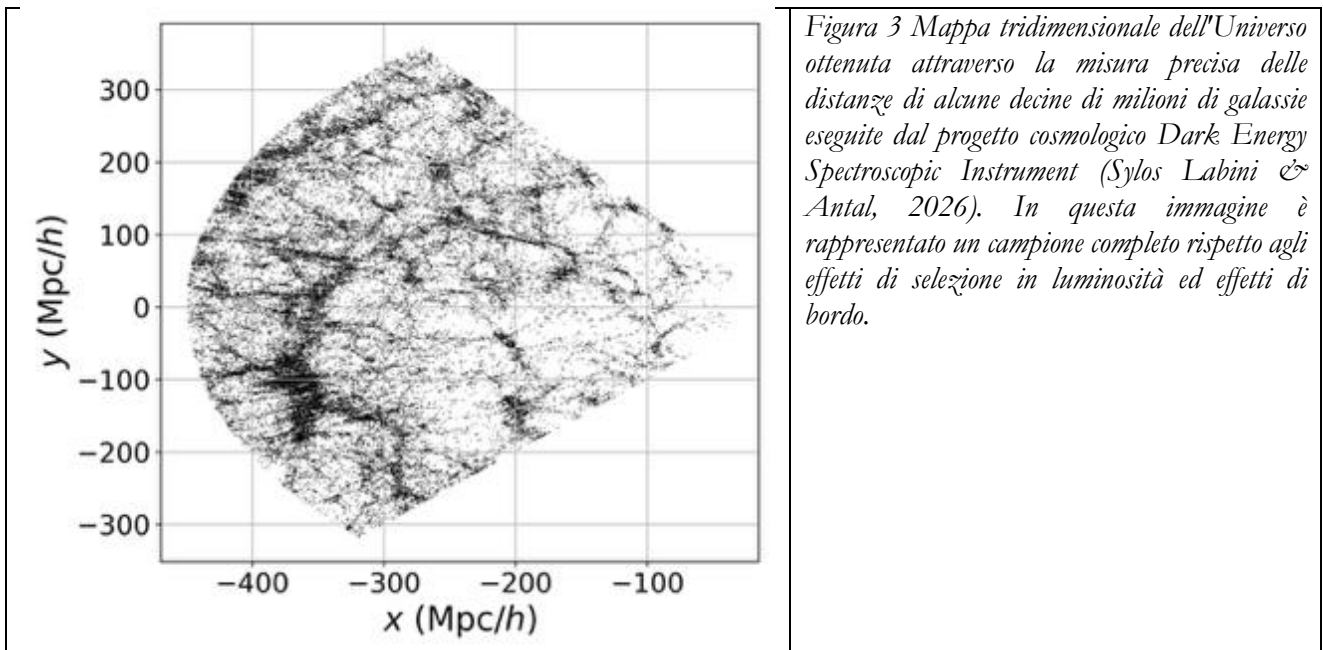 300
200
100
0
−100
−200
−300
y (Mpc/h)
−400
−300
−200
−100
x (Mpc/h)
Figura 3 Mappa tridimensionale dell'Universo
ottenuta attraverso la misura precisa delle
distanze di alcune decine di milioni di galassie
eseguite dal progetto cosmologico Dark Energy
Spectroscopic Instrument (Sylos Labini &
Antal, 2026). In questa immagine è
rappresentato un campione completo rispetto agli
effetti di selezione in luminosità ed effetti di
bordo.